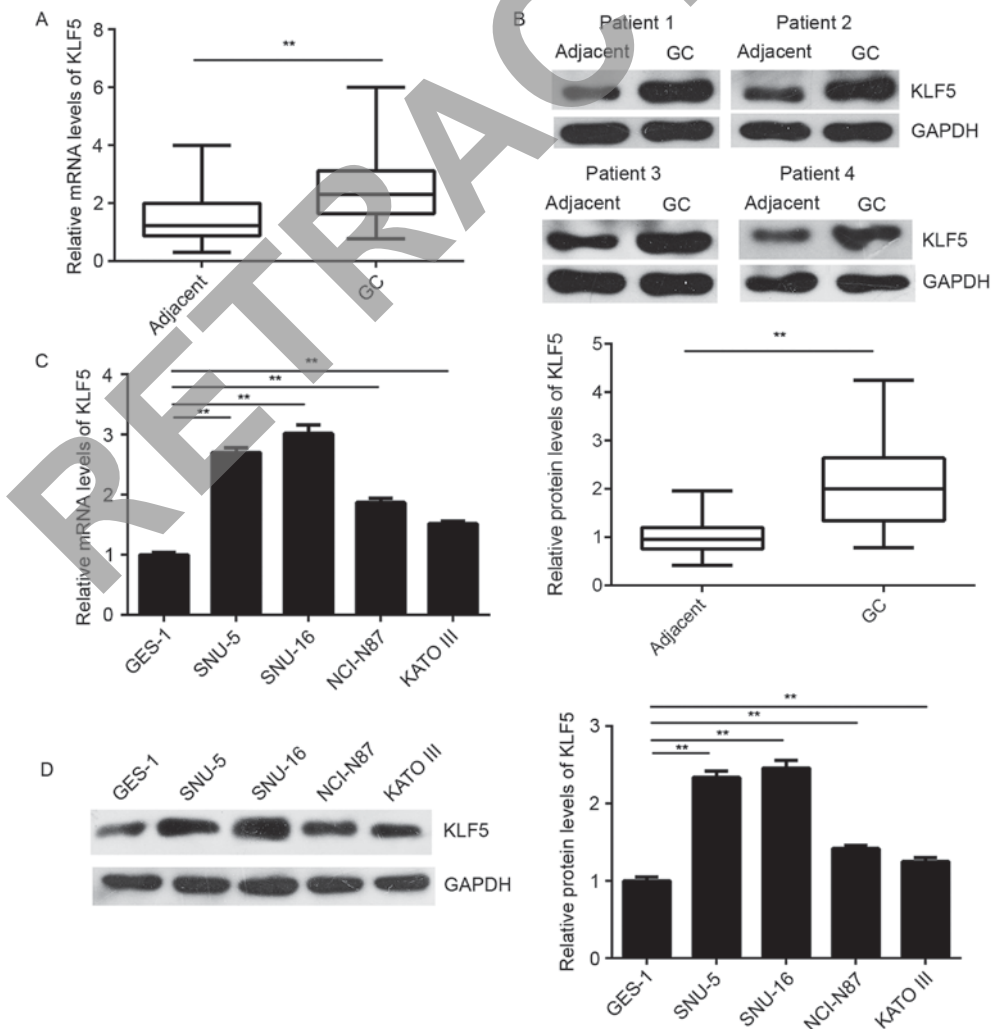 A
Relative mRNA levels of KLF5
8
6
4
2
0
**
Adjacent
GC
B
Patient 1
Patient 2
Adjacent GC
Adjacent GC
KLF5
GAPDH
Patient 3
Patient 4
Adjacent GC
Adjacent GC
KLF5
GAPDH
Relative protein levels of KLF5
5
4
3
2
1
0
**
Adjacent
GC
C
Relative mRNA levels of KLF5
4
3
2
1
0
**
**
**
**
GES-1
SNU-5
SNU-16
NCI-N87
KATO III
D
GES-1
SNU-5
SNU-16
NCI-N87
KATO III
KLF5
GAPDH
Relative protein levels of KLF5
3
2
1
0
**
**
**
**
GES-1
SNU-5
SNU-16
NCI-N87
KATO III
RETRAC